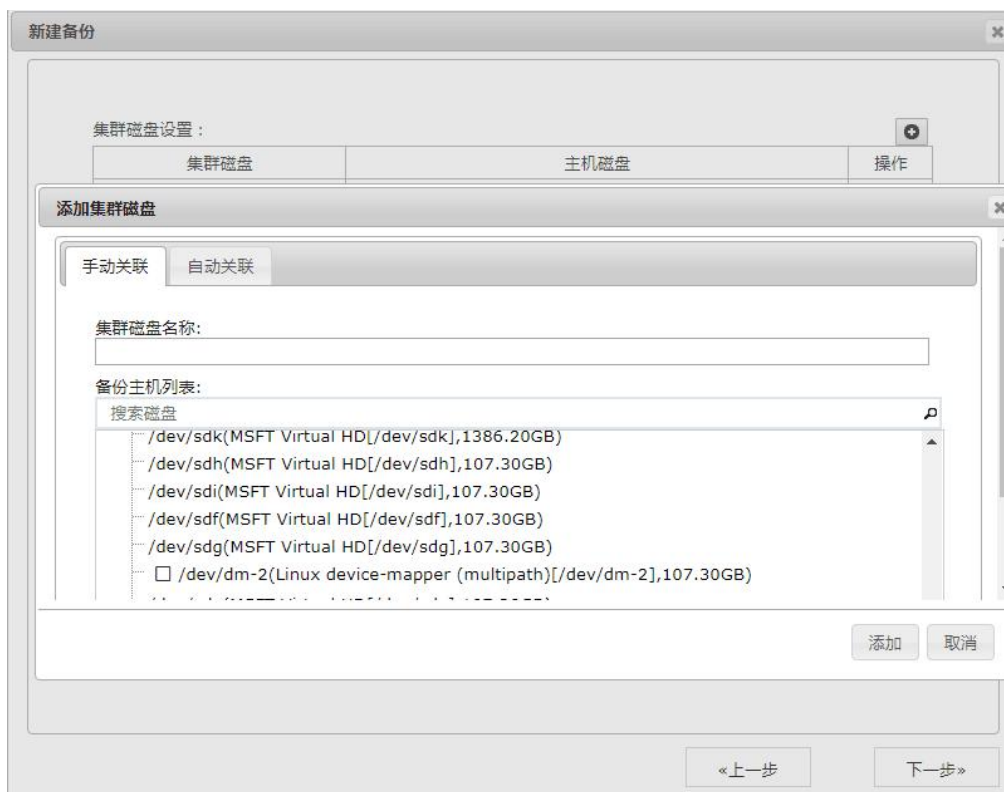 新建备份
集群磁盘设置：
集群磁盘 主机磁盘 操作
添加集群磁盘
手动关联 自动关联
集群磁盘名称:
备份主机列表:
搜索磁盘
/dev/sdk(MSFT Virtual HD[/dev/sdk],1386.20GB)
/dev/sdh(MSFT Virtual HD[/dev/sdh],107.30GB)
/dev/sdi(MSFT Virtual HD[/dev/sdi],107.30GB)
/dev/sdf(MSFT Virtual HD[/dev/sdf],107.30GB)
/dev/sdg(MSFT Virtual HD[/dev/sdg],107.30GB)
/dev/dm-2(Linux device-mapper (multipath)[/dev/dm-2],107.30GB)
添加 取消
«上一步 下一步»